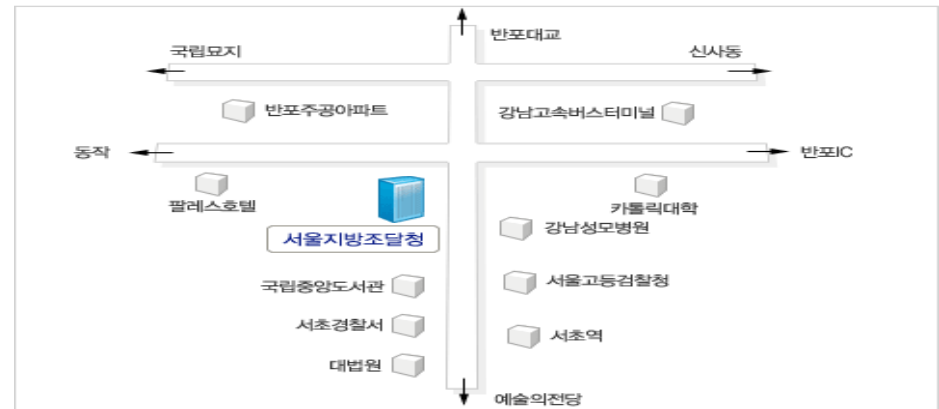 반포대교
국립묘지
신사동
반포주공아파트
강남고속버스터미널
동작
반포IC
팔레스호텔
카톨릭대학
강남성모병원
서울지방조달청
국립중앙도서관
서울고등검찰청
서초경찰서
서초역
대법원
예술의전당